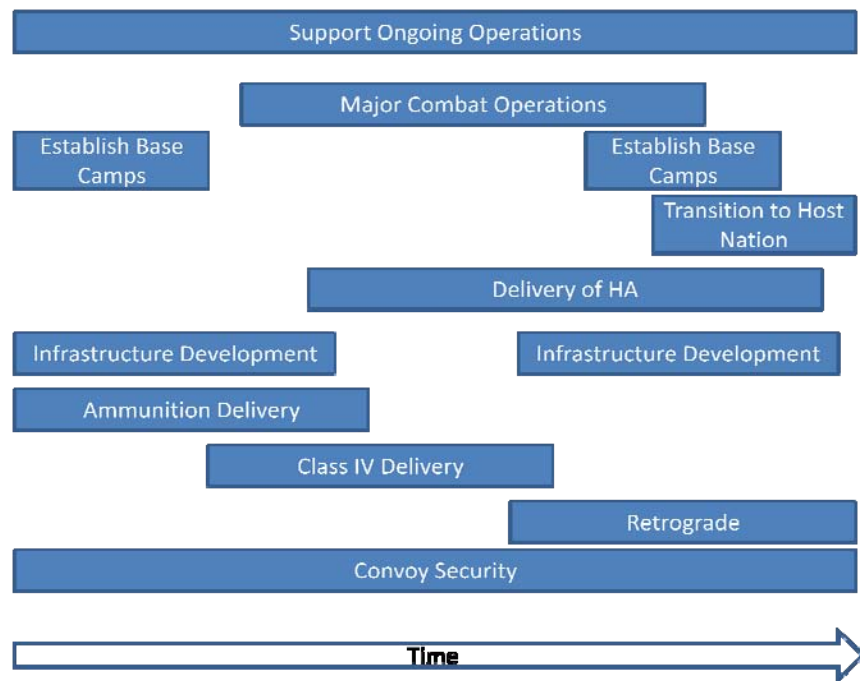 Support Ongoing Operations
Major Combat Operations
Establish Base
Camps
Establish Base
Camps
Transition to Host
Nation
Delivery of HA
Infrastructure Development
Infrastructure Development
Ammunition Delivery
Class IV Delivery
Retrograde
Convoy Security
Time